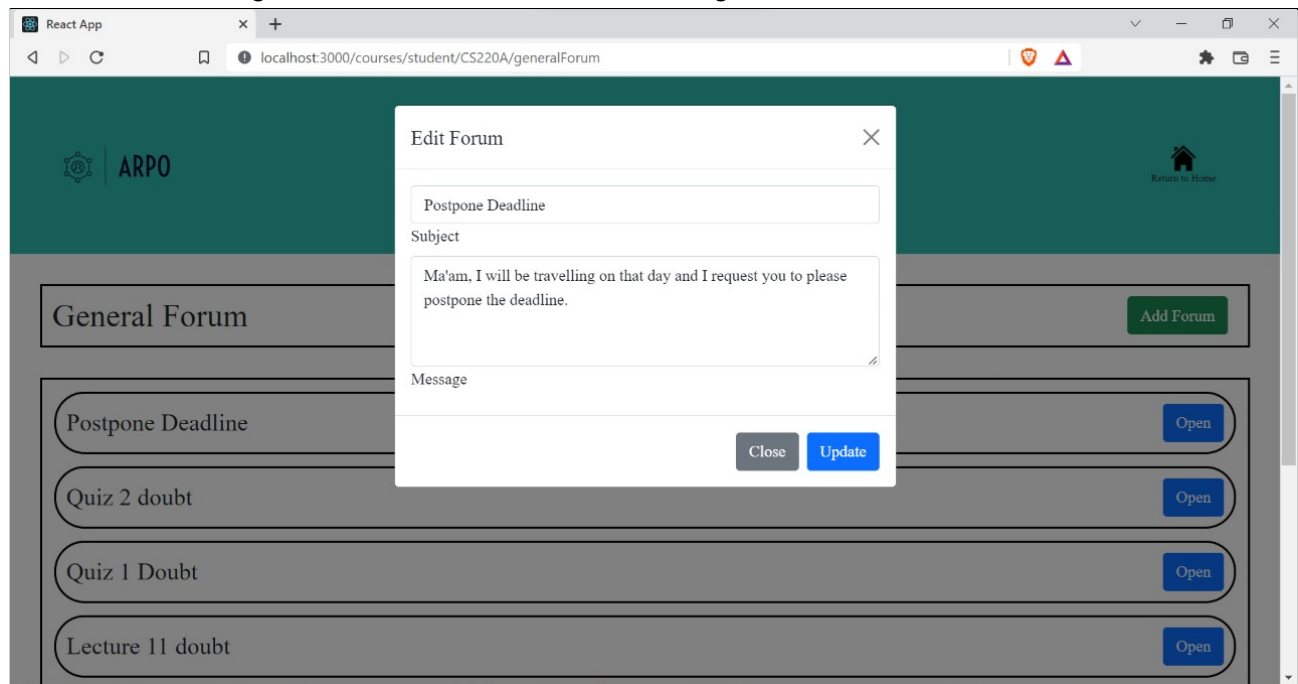 React App
localhost:3000/courses/student/CS220A/generalForum
ARPO
Return to Home
Edit Forum
Postpone Deadline
Subject
Ma'am, I will be travelling on that day and I request you to please
postpone the deadline.
Message
Close Update
General Forum
Add Forum
Postpone Deadline Open
Quiz 2 doubt Open
Quiz 1 Doubt Open
Lecture 11 doubt Open